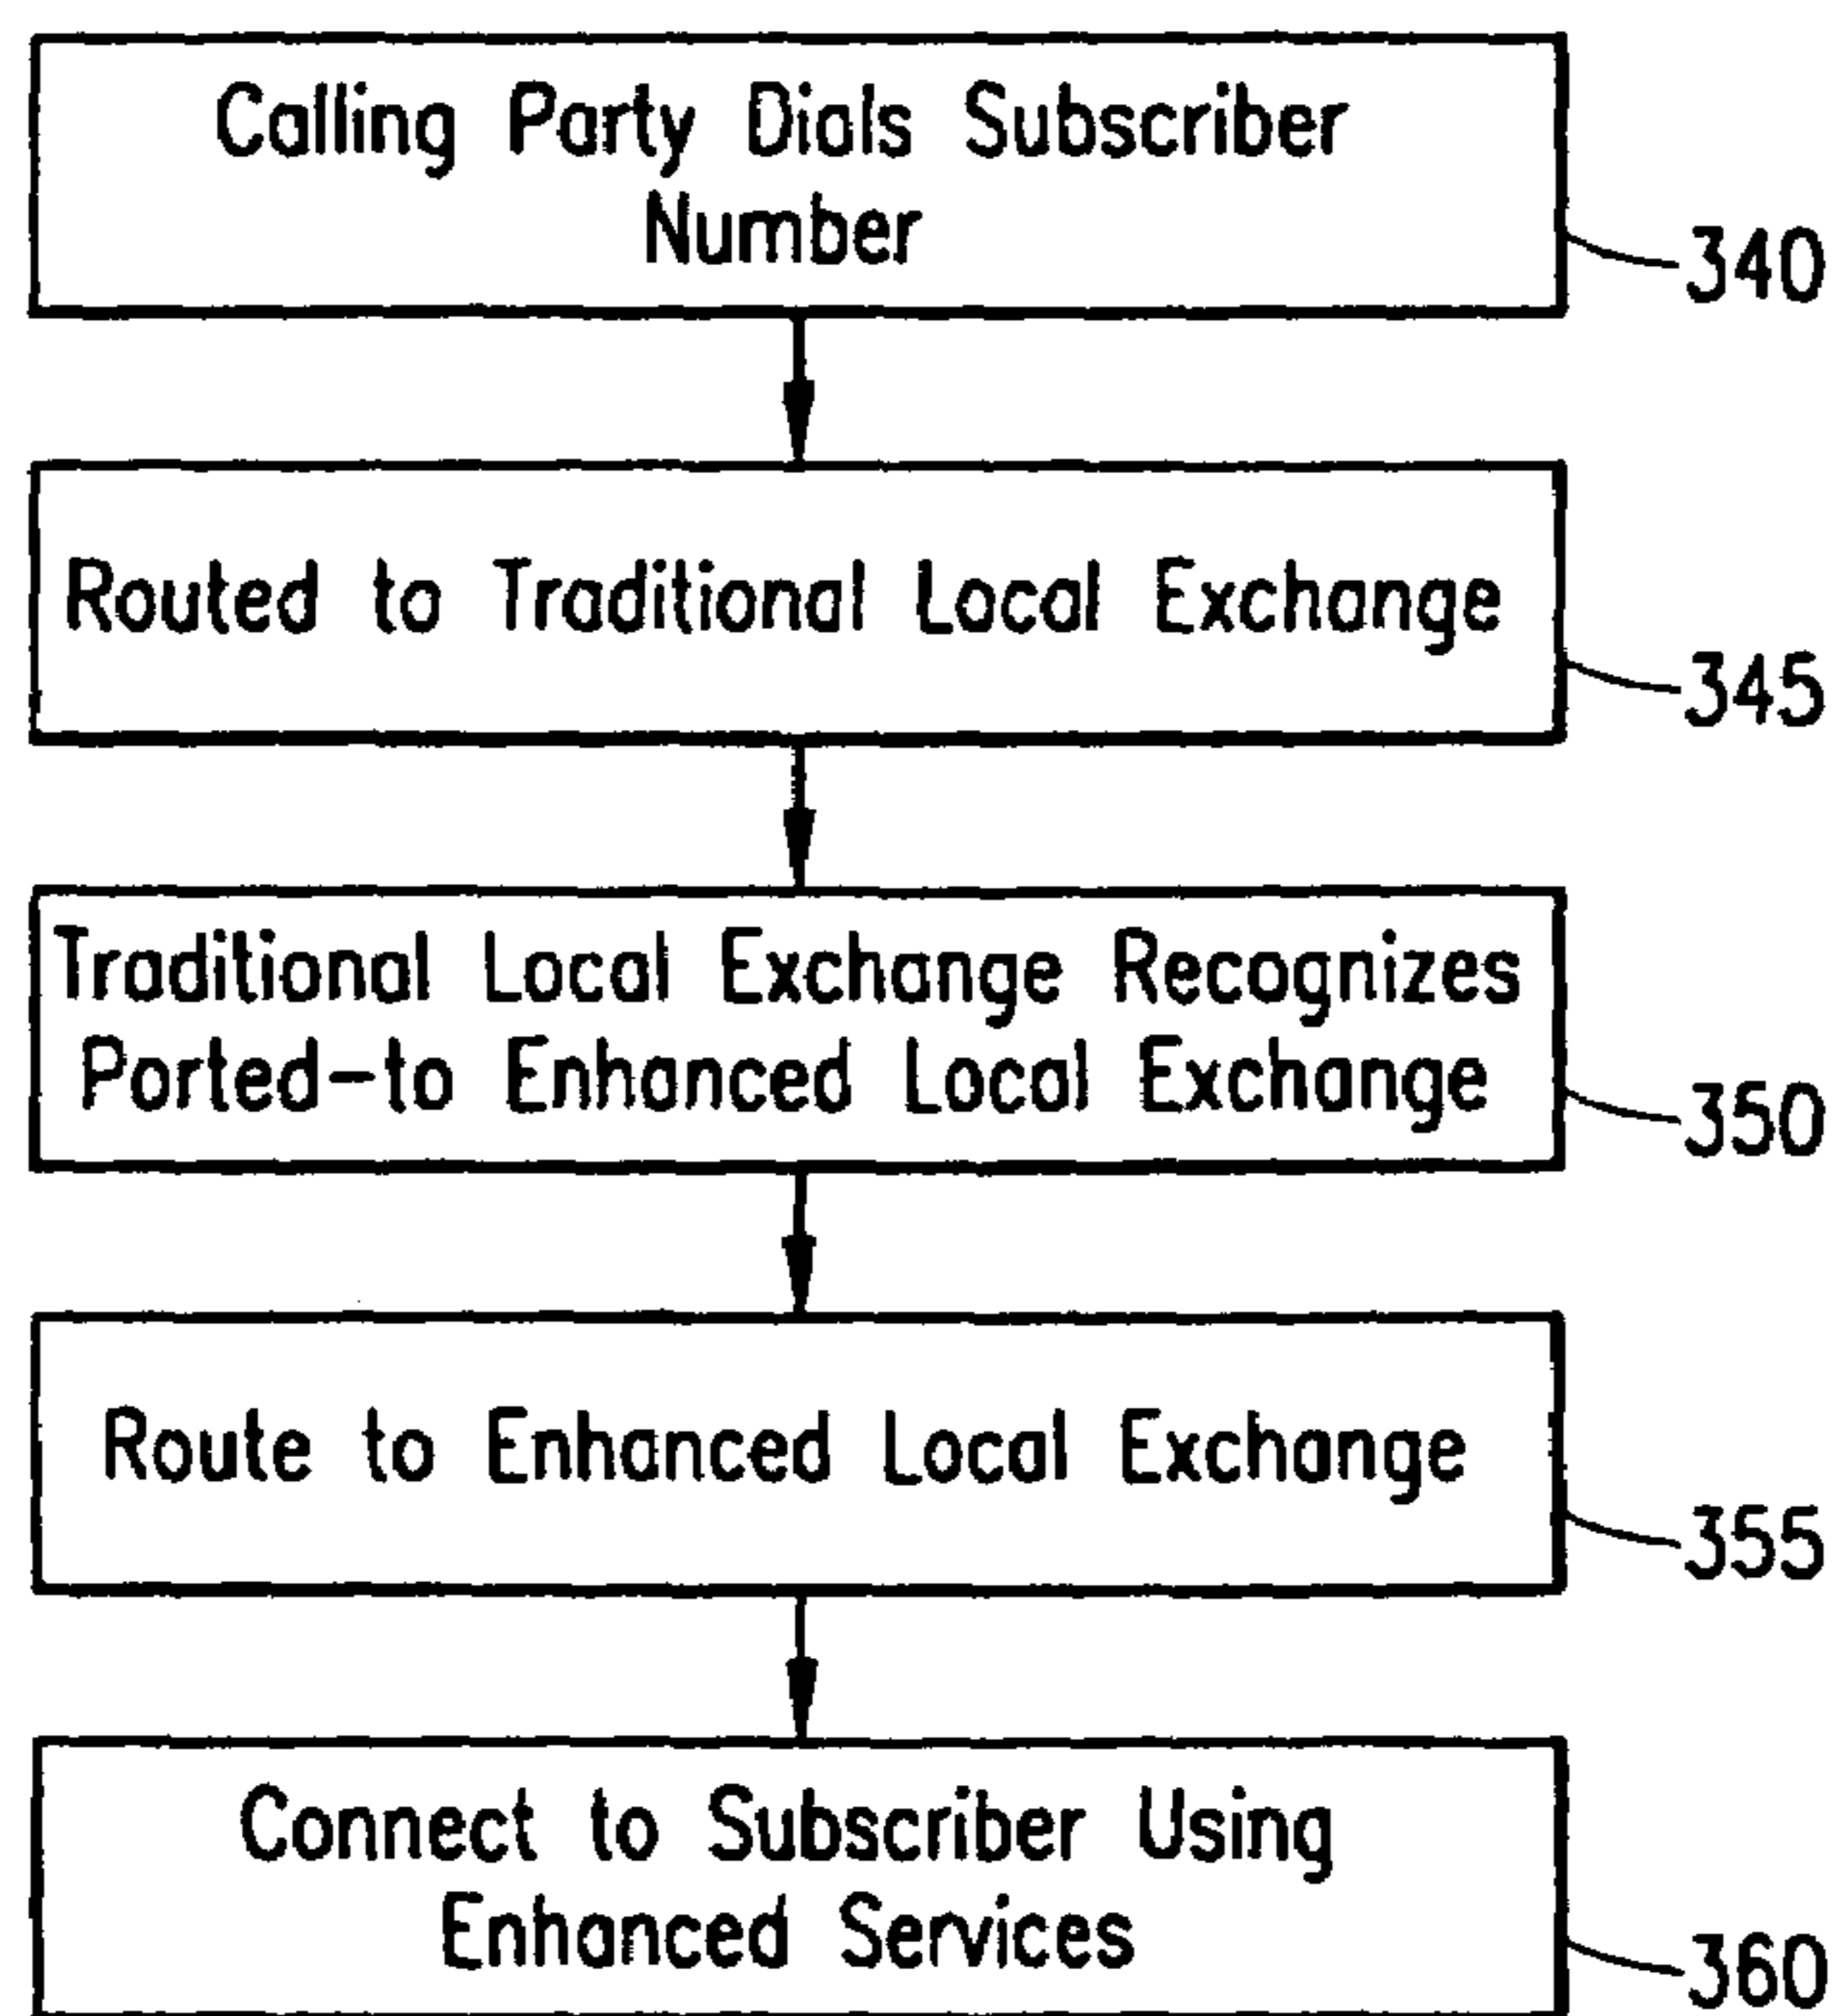 Calling Party Dials Subscriber
Number
340
Routed to Traditional Local Exchange
345
Traditional Local Exchange Recognizes
Ported-to Enhanced Local Exchange
350
Route to Enhanced Local Exchange
355
Connect to Subscriber Using
Enhanced Services
360